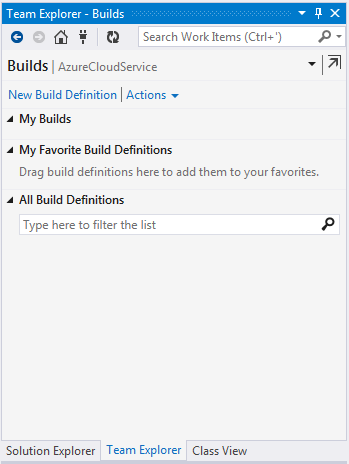 Team Explorer - Builds
Search Work Items (Ctrl+')
Builds | AzureCloudService
New Build Definition | Actions
My Builds
My Favorite Build Definitions
Drag build definitions here to add them to your favorites.
All Build Definitions
Type here to filter the list
Solution Explorer Team Explorer Class View